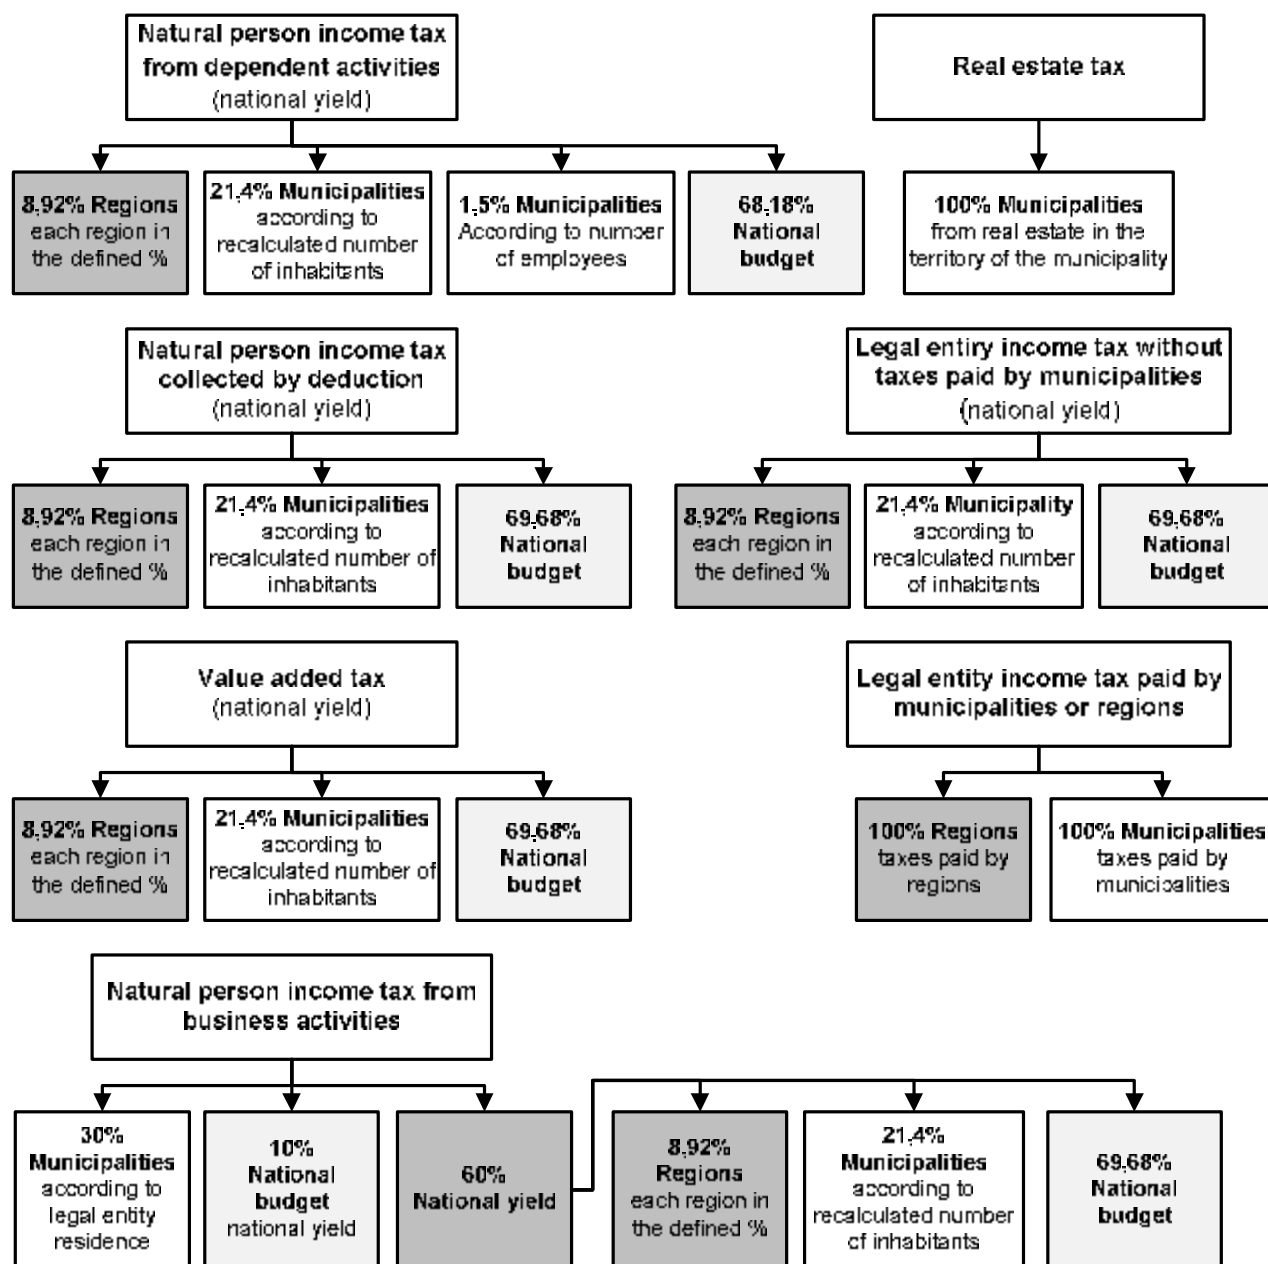 Natural person income tax
from dependent activities
(national yield)
Real estate tax
8,92% Regions
each region in
the defined %
21,4% Municipalities
according to
recalculated number
of inhabitants
1,5% Municipalities
According to number
of employees
68,18%
National
budget
100% Municipalities
from real estate in the
territory of the municipality
Natural person income tax
collected by deduction
(national yield)
Legal entiry income tax without
taxes paid by municipalities
(national yield)
8,92% Regions
each region in
the defined %
21,4% Municipalities
according to
recalculated number of
inhabitants
69,68%
National
budget
8,92% Regions
each region in
the defined %
21,4% Municipality
according to
recalculated number
of inhabitants
69,68%
National
budget
Value added tax
(national yield)
Legal entity income tax paid by
municipalities or regions
8,92% Regions
each region in
the defined %
21,4% Municipalities
according to
recalculated number of
inhabitants
69,68%
National
budget
100% Regions
taxes paid by
regions
100% Municipalities
taxes paid by
municipalities
Natural person income tax from
business activities
30%
Municipalities
according to
legal entity
residence
10%
National
budget
national yield
60%
National yield
8,92%
Regions
each region in
the defined %
21,4%
Municipalities
according to
recalculated number
of inhabitants
69,68%
National
budget